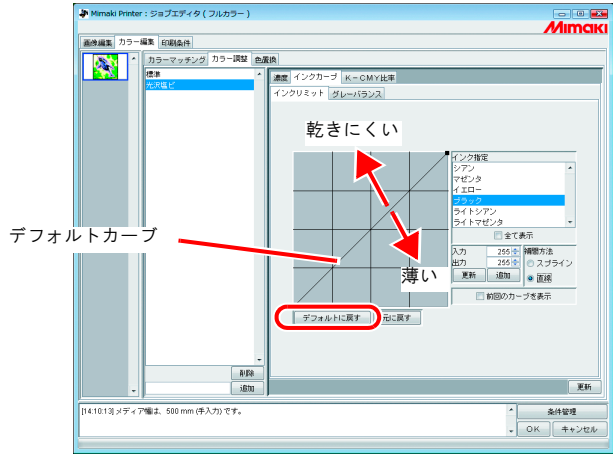 Mimaki Printer : ジョブエディタ ( フルカラー )
Mimaki
画像編集 カラー編集 印刷条件
カラーマッチング カラー調整 色置換
標準
光沢塩ビ
濃度 インクカーブ K－CMY比率
インクリミット グレーバランス
乾きにくい
インク指定
シアン
マゼンタ
イエロー
ブラック
ライトシアン
ライトマゼンタ
全て表示
デフォルトカーブ
入力 255 補間方法
出力 255 スプライン
更新 追加 直線
薄い
前回のカーブを表示
デフォルトに戻す 元に戻す
削除
追加
更新
[14:10:13] メディア幅は、500 mm (手入力) です。
条件管理
OK キャンセル